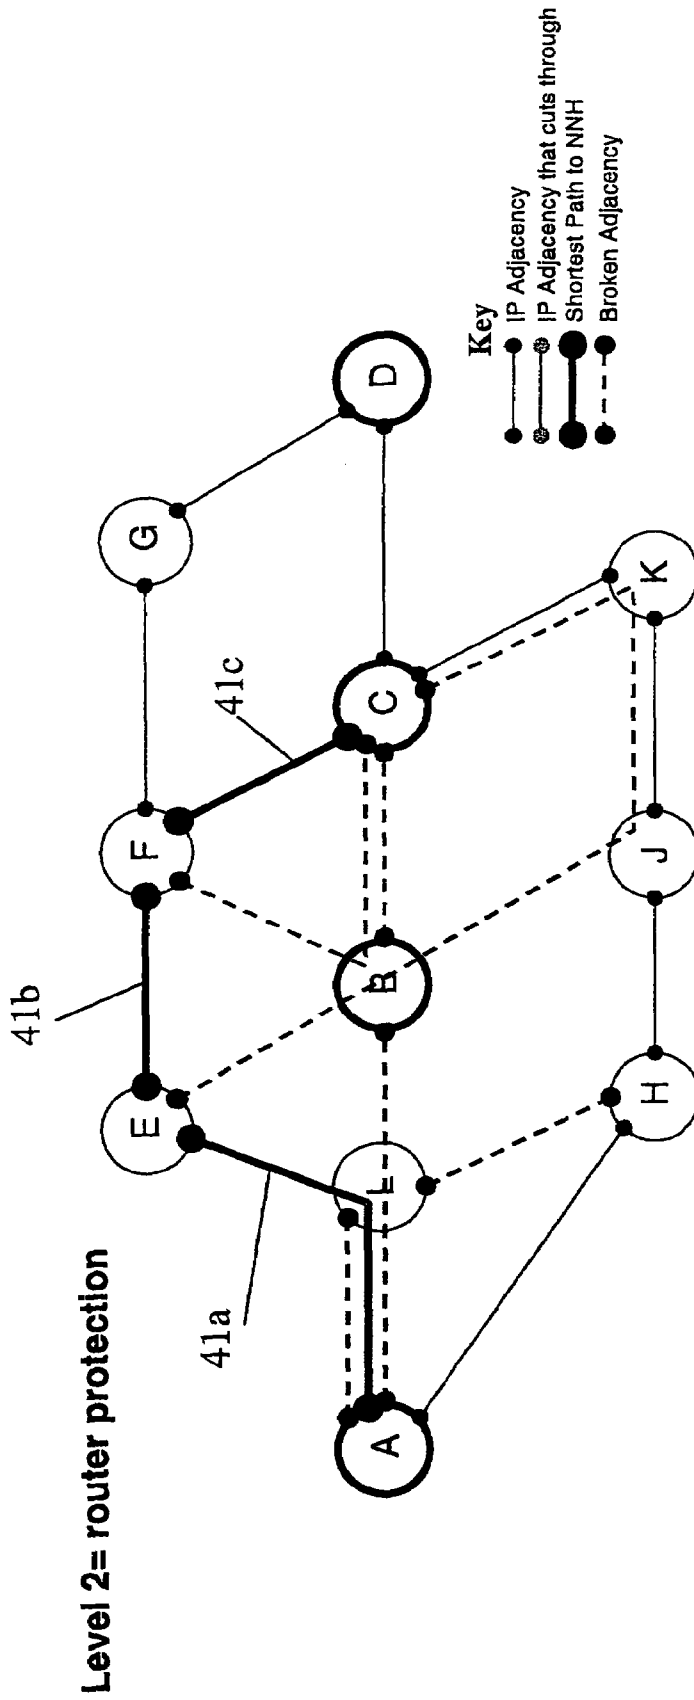 Level 2= router protection
41a
41b
41c
E
F
G
A
L
B
C
D
H
J
K
Key
IP Adjacency
IP Adjacency that cuts through
Shortest Path to NNH
Broken Adjacency